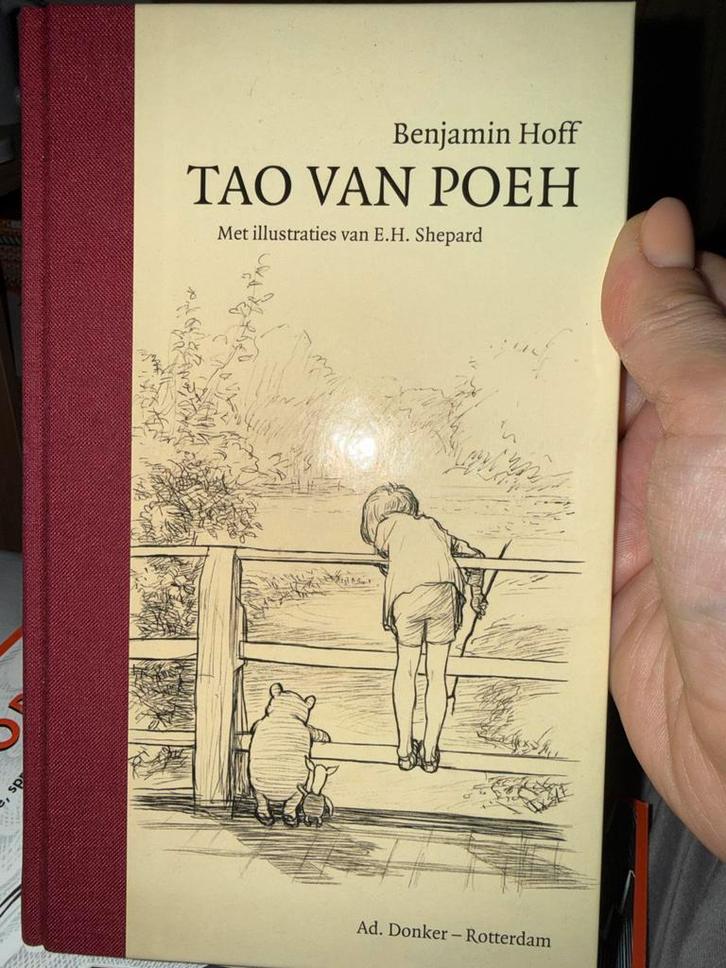 Benjamin Hoff
TAO VAN POEH
Met illustraties van E.H. Shepard
Ad. Donker – Rotterdam